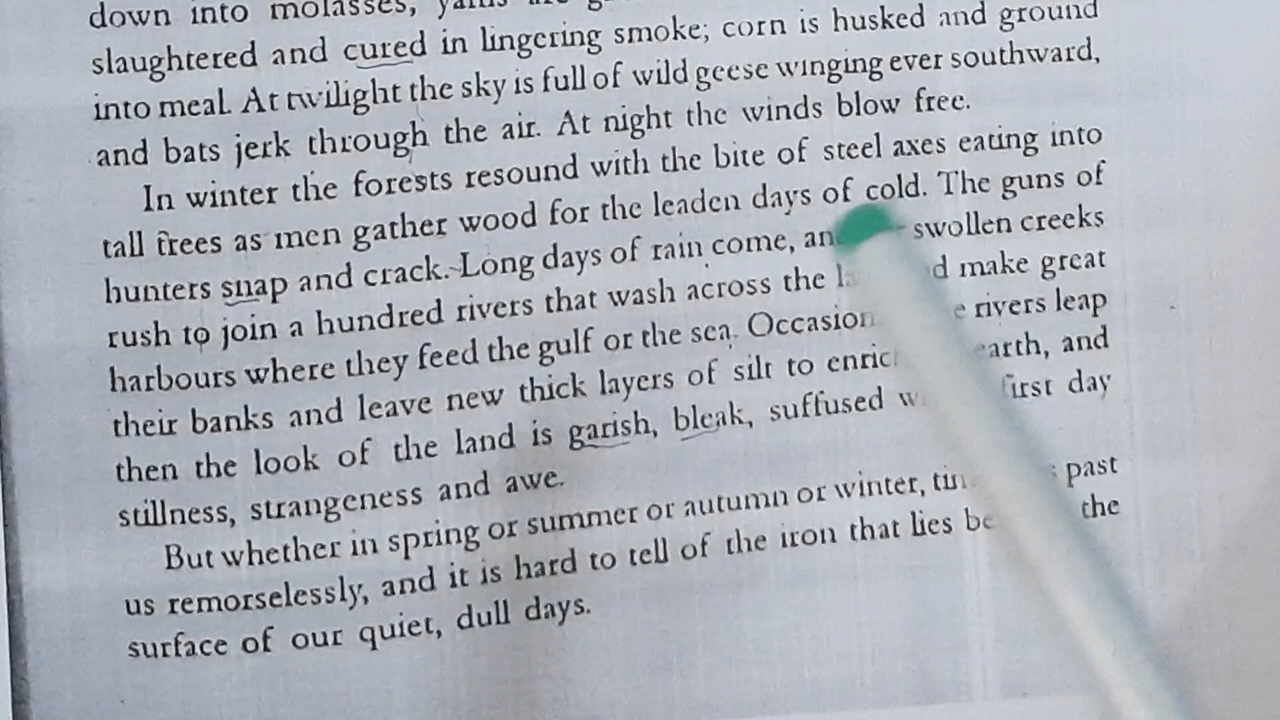 down into molasses,
slaughtered and cured in lingering smoke; corn is husked and ground
into meal. At twilight the sky is full of wild geese winging ever southward,
and bats jerk through the air. At night the winds blow free.
In winter the forests resound with the bite of steel axes eating into
tall trees as men gather wood for the leaden days of cold. The guns of
hunters snap and crack. Long days of rain come, swollen creeks
rush to join a hundred rivers that wash across the make great
harbours where they feed the gulf or the sea. rivers leap
their banks and leave new thick layers of silt to and
then the look of the land is garish, bleak, suffused first day
stillness, strangeness and awe.
But whether in spring or summer or autumn or winter, past
us remorselessly, and it is hard to tell of the iron that lies the
surface of our quiet, dull days.